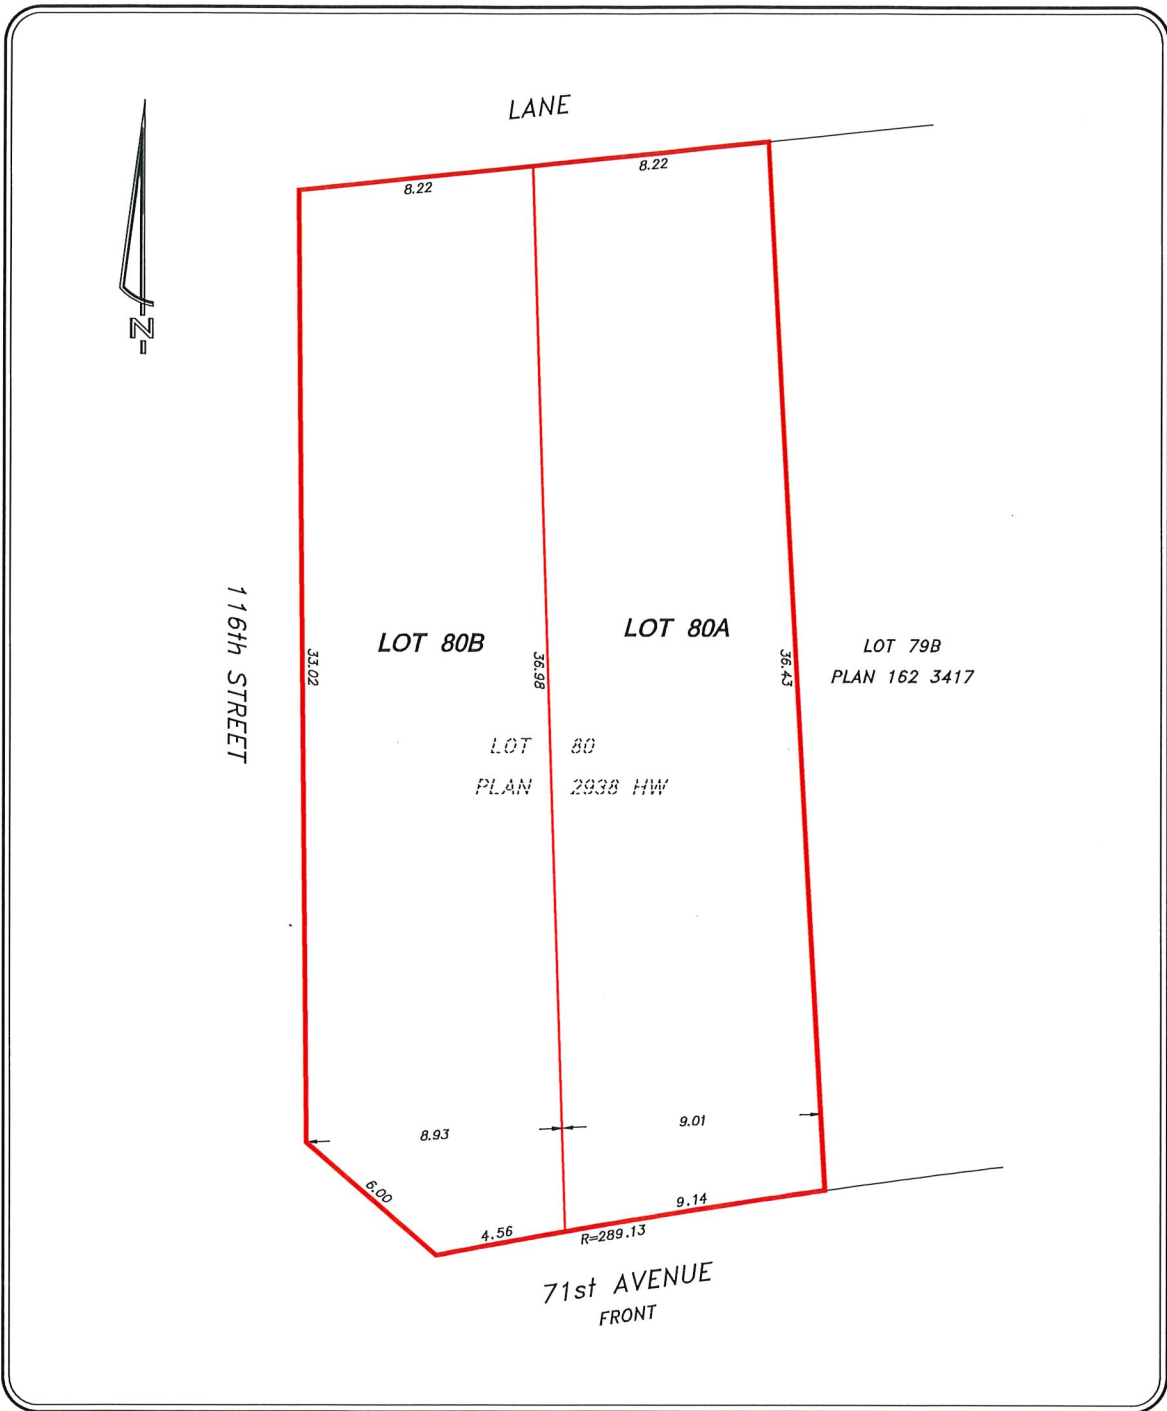 LANE
8.22
8.22
-N-
116th STREET
33.02
LOT 80B
36.98
LOT 80A
36.43
LOT 79B
PLAN 162 3417
LOT 80
PLAN 2938 HW
8.93
9.01
6.00
4.56
9.14
R=289.13
71st AVENUE
FRONT